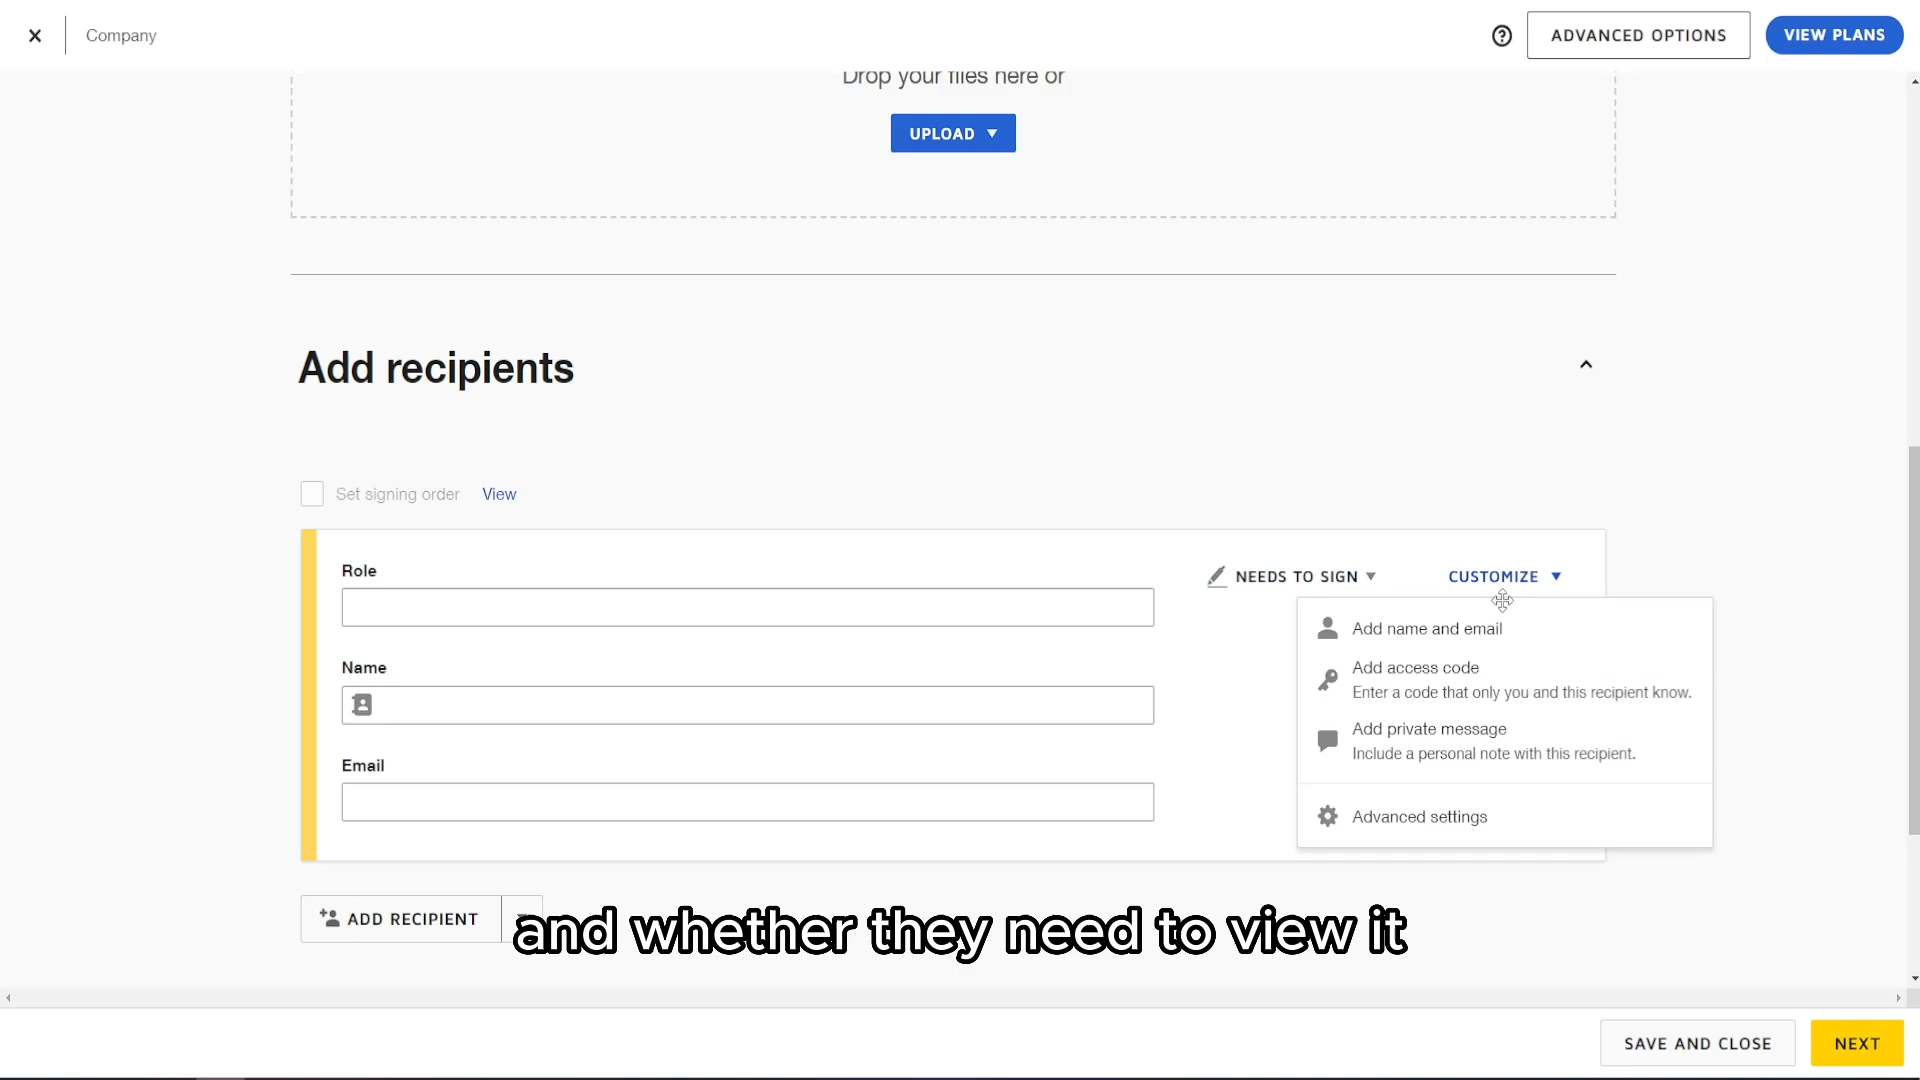 Company
ADVANCED OPTIONS
VIEW PLANS
Drop your files here or
UPLOAD
Add recipients
Set signing order View
Role
NEEDS TO SIGN
CUSTOMIZE
Add name and email
Name
Add access code
Enter a code that only you and this recipient know.
Add private message
Include a personal note with this recipient.
Email
Advanced settings
ADD RECIPIENT
and whether they need to view it
SAVE AND CLOSE
NEXT